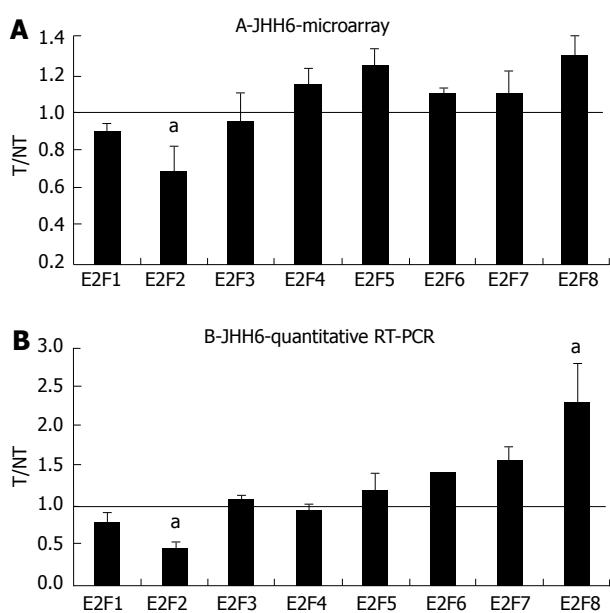 A
A-JHH6-microarray
1.4
1.2
1.0
0.8
0.6
0.4
0.2
T/NT
a
E2F1 E2F2 E2F3 E2F4 E2F5 E2F6 E2F7 E2F8
B
B-JHH6-quantitative RT-PCR
3.0
2.5
2.0
1.5
1.0
0.5
0.0
T/NT
a
a
E2F1 E2F2 E2F3 E2F4 E2F5 E2F6 E2F7 E2F8